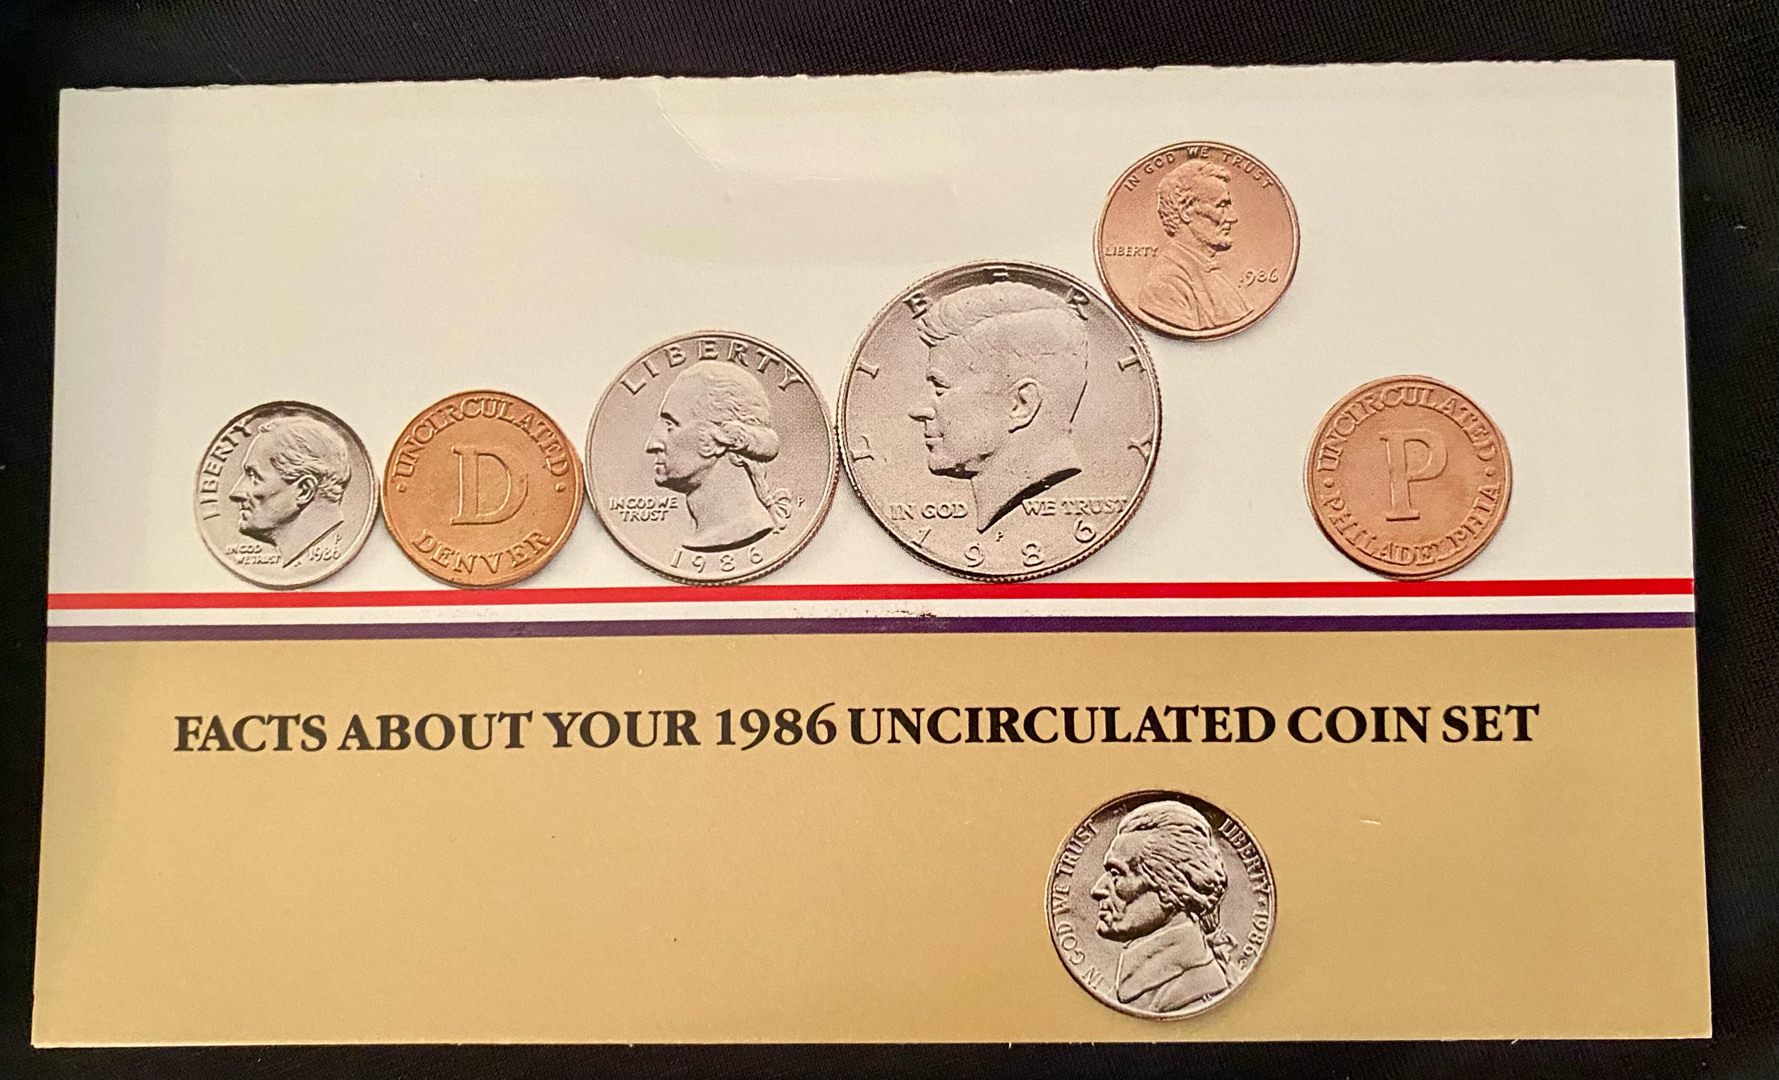 IN GOD WE TRUST
LIBERTY
1986
LIBERTY
IN GOD WE TRUST
P
1986
LIBERTY
IN GOD WE
TRUST
P
1986
· UNCIRCULATED ·
D
DENVER
LIBERTY
IN GOD
WE TRUST
P
1986
· UNCIRCULATED ·
P
PHILADELPHIA
FACTS ABOUT YOUR 1986 UNCIRCULATED COIN SET
IN GOD WE TRUST
LIBERTY · 1986